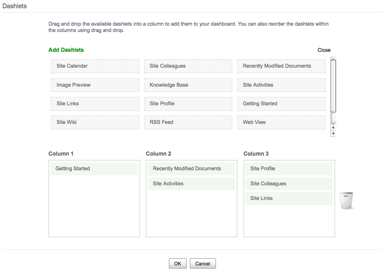 Dashlets
Drag and drop the available dashlets into a column to add them to your dashboard. You can also reorder the dashlets within
the columns using drag and drop.
Add Dashlets
Close
Site Calendar
Site Colleagues
Recently Modified Documents
Image Preview
Knowledge Base
Site Activities
Site Links
Site Profile
Getting Started
Site Wiki
RSS Feed
Web View
Column 1
Column 2
Column 3
Getting Started
Recently Modified Documents
Site Profile
Site Activities
Site Colleagues
Site Links
OK
Cancel